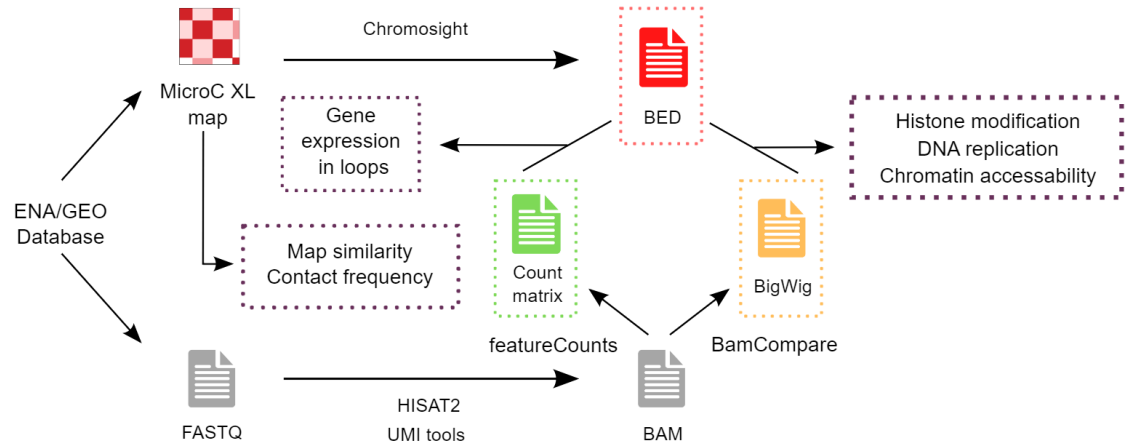 Chromosight
MicroC XL
map
BED
Gene
expression
in loops
Histone modification
DNA replication
Chromatin accessability
ENA/GEO
Database
Map similarity
Contact frequency
Count
matrix
BigWig
featureCounts
BamCompare
FASTQ
HISAT2
UMI tools
BAM